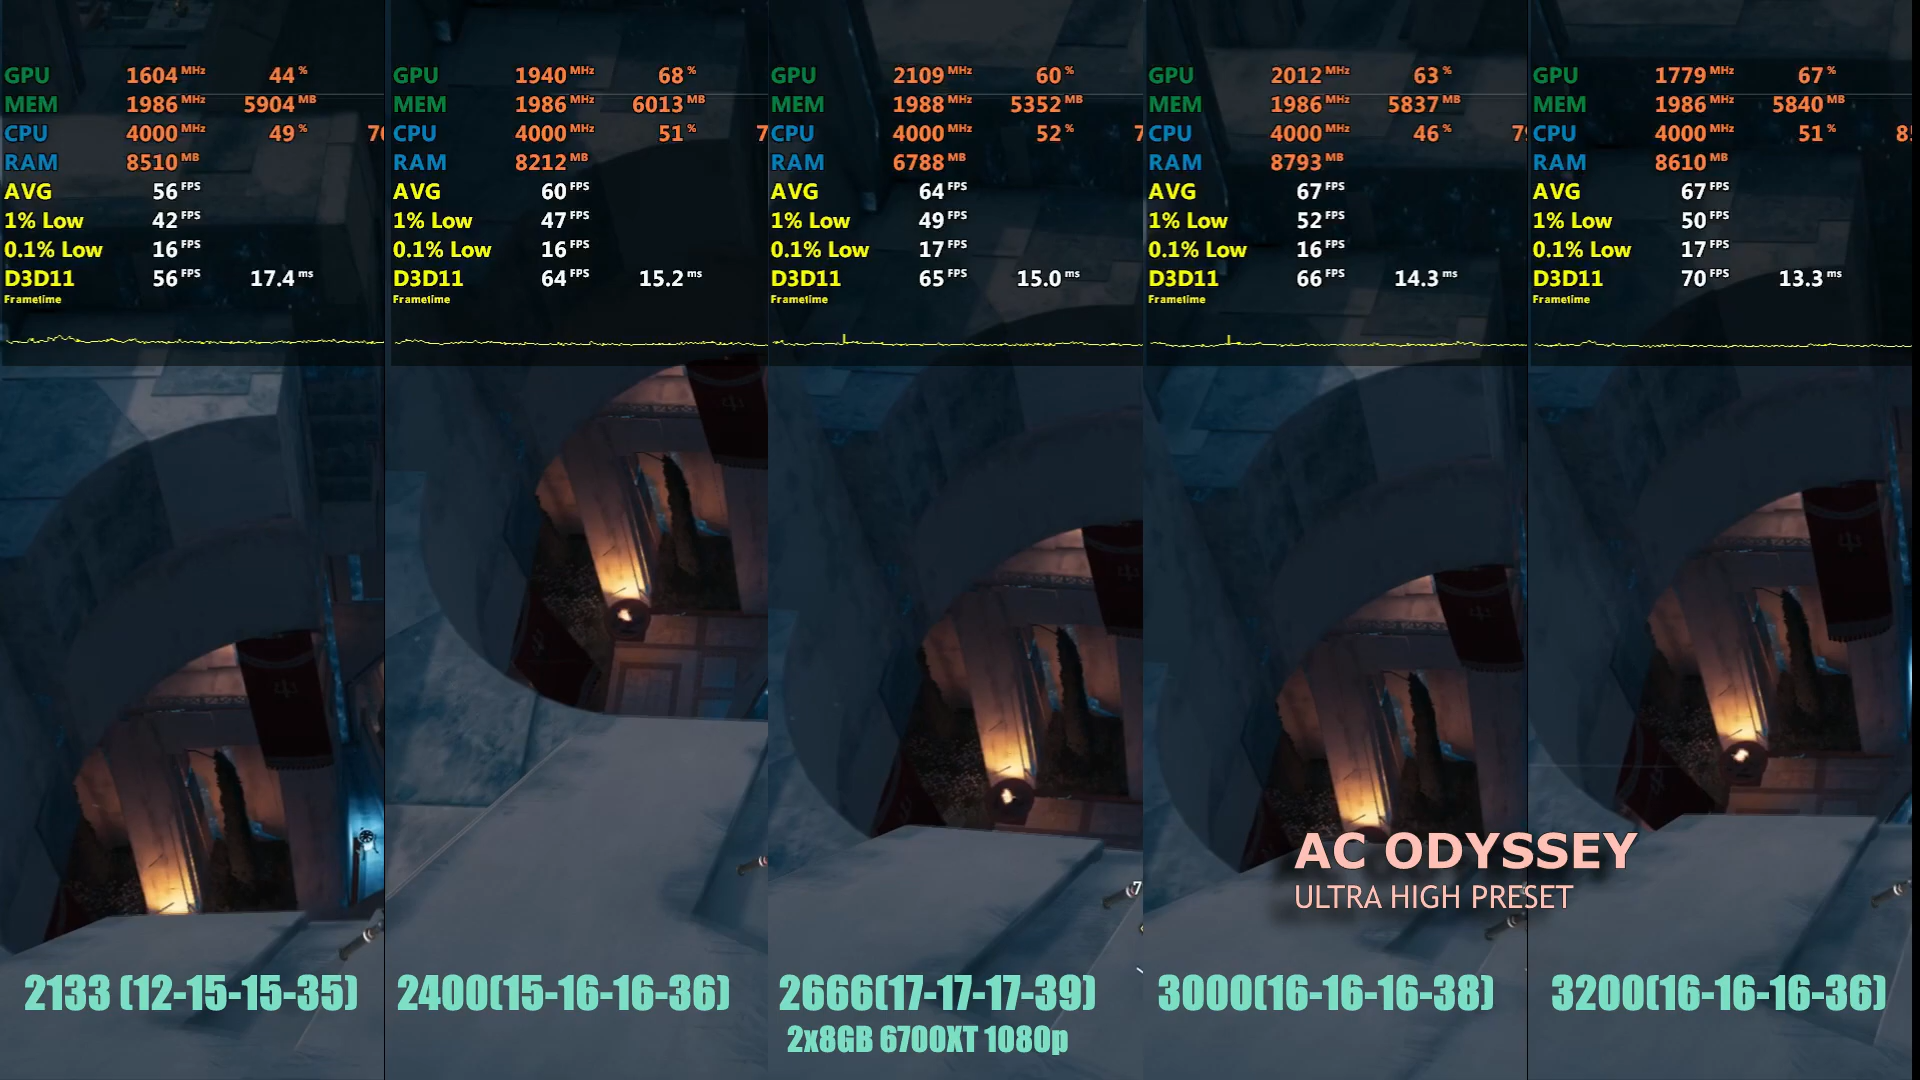 GPU 1604 MHz 44 %
MEM 1986 MHz 5904 MB
CPU 4000 MHz 49 %
RAM 8510 MB
AVG 56 FPS
1% Low 42 FPS
0.1% Low 16 FPS
D3D11 56 FPS 17.4 ms
Frametime
GPU 1940 MHz 68 %
MEM 1986 MHz 6013 MB
CPU 4000 MHz 51 %
RAM 8212 MB
AVG 60 FPS
1% Low 47 FPS
0.1% Low 16 FPS
D3D11 64 FPS 15.2 ms
Frametime
GPU 2109 MHz 60 %
MEM 1988 MHz 5352 MB
CPU 4000 MHz 52 %
RAM 6788 MB
AVG 64 FPS
1% Low 49 FPS
0.1% Low 17 FPS
D3D11 65 FPS 15.0 ms
Frametime
GPU 2012 MHz 63 %
MEM 1986 MHz 5837 MB
CPU 4000 MHz 46 %
RAM 8793 MB
AVG 67 FPS
1% Low 52 FPS
0.1% Low 16 FPS
D3D11 66 FPS 14.3 ms
Frametime
GPU 1779 MHz 67 %
MEM 1986 MHz 5840 MB
CPU 4000 MHz 51 %
RAM 8610 MB
AVG 67 FPS
1% Low 50 FPS
0.1% Low 17 FPS
D3D11 70 FPS 13.3 ms
Frametime
AC ODYSSEY
ULTRA HIGH PRESET
2133 (12-15-15-35)
2400(15-16-16-36)
2666(17-17-17-39)
3000(16-16-16-38)
3200(16-16-16-36)
2x8GB 6700XT 1080p